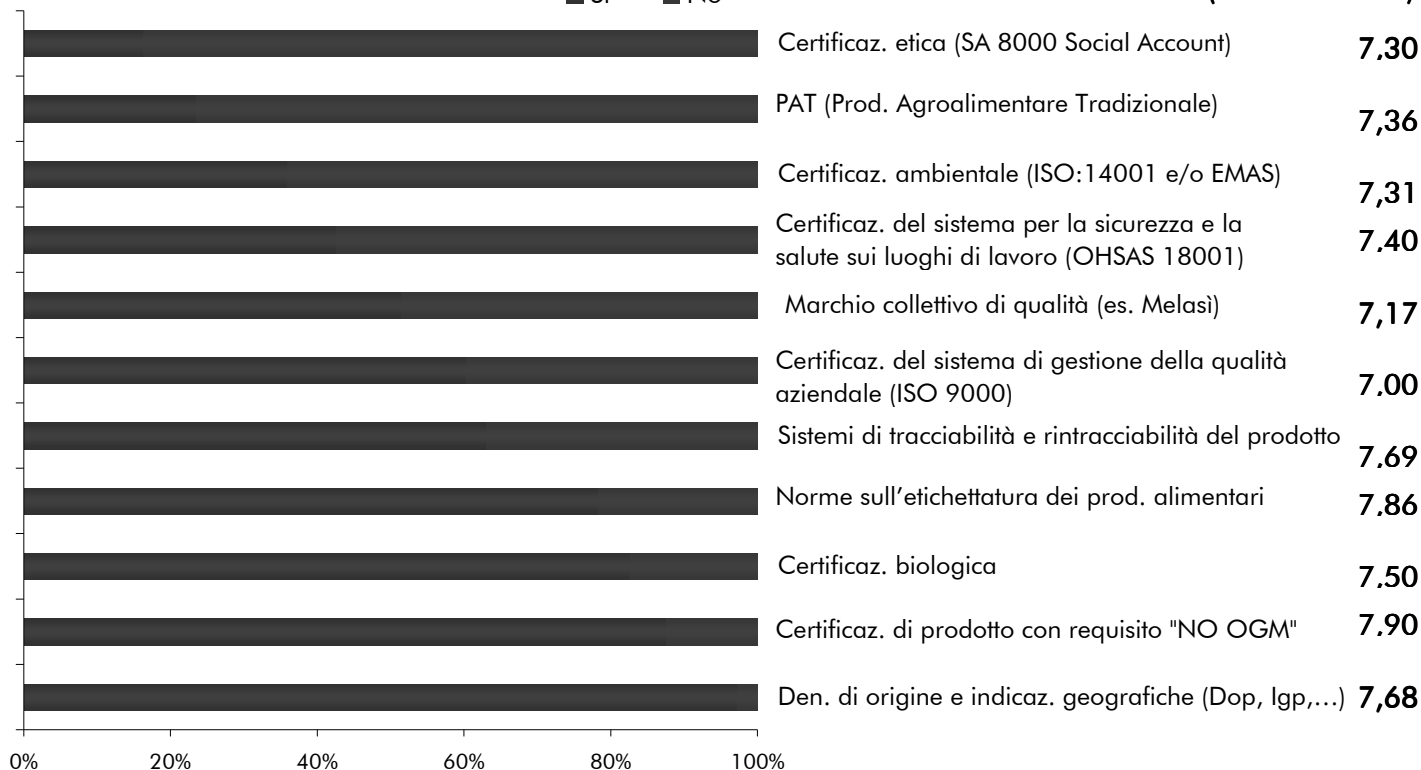 Certificaz. etica (SA 8000 Social Account) 7,30
PAT (Prod. Agroalimentare Tradizionale) 7,36
Certificaz. ambientale (ISO:14001 e/o EMAS) 7,31
Certificaz. del sistema per la sicurezza e la
salute sui luoghi di lavoro (OHSAS 18001) 7,40
Marchio collettivo di qualità (es. Melasì) 7,17
Certificaz. del sistema di gestione della qualità
aziendale (ISO 9000) 7,00
Sistemi di tracciabilità e rintracciabilità del prodotto 7,69
Norme sull'etichettatura dei prod. alimentari 7,86
Certificaz. biologica 7,50
Certificaz. di prodotto con requisito "NO OGM" 7,90
Den. di origine e indicaz. geografiche (Dop, Igp,...) 7,68
0% 20% 40% 60% 80% 100%